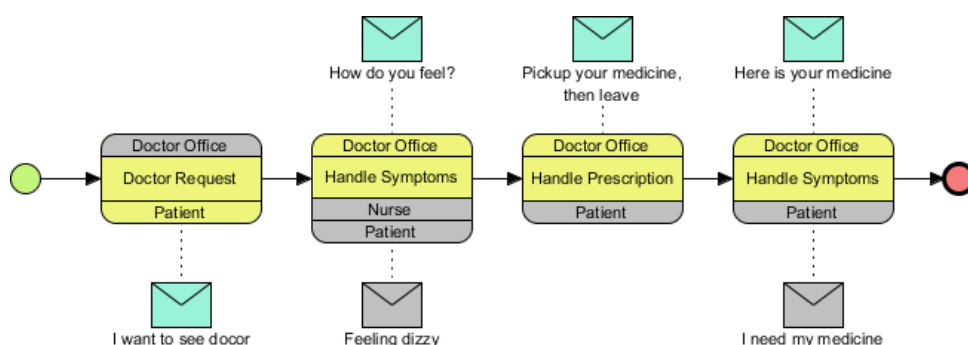 How do you feel?
Pickup your medicine,
then leave
Here is your medicine
Doctor Office
Doctor Request
Patient
Doctor Office
Handle Symptoms
Nurse
Patient
Doctor Office
Handle Prescription
Patient
Doctor Office
Handle Symptoms
Patient
I want to see docor
Feeling dizzy
I need my medicine